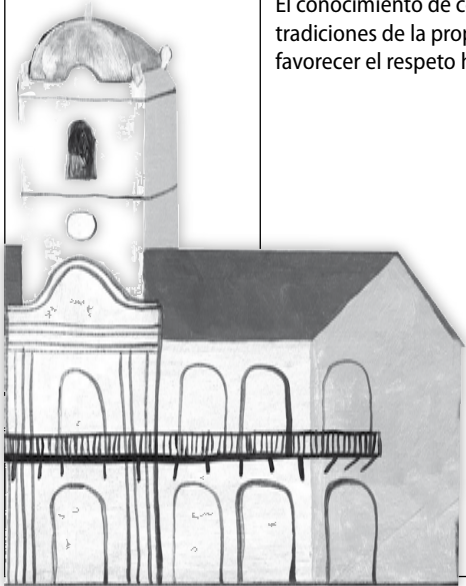 El conocimiento de c
tradiciones de la prop
favorecer el respeto h